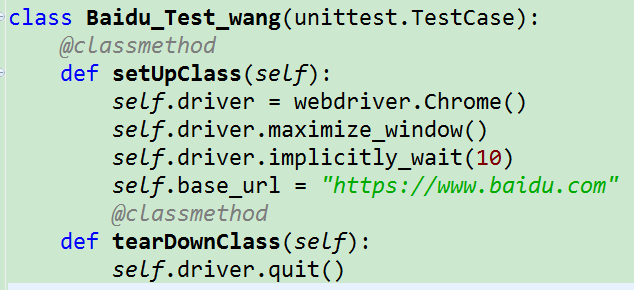 class Baidu_Test_wang(unittest.TestCase):
    @classmethod
    def setUpClass(self):
        self.driver = webdriver.Chrome()
        self.driver.maximize_window()
        self.driver.implicitly_wait(10)
        self.base_url = "https://www.baidu.com"
        @classmethod
    def tearDownClass(self):
        self.driver.quit()